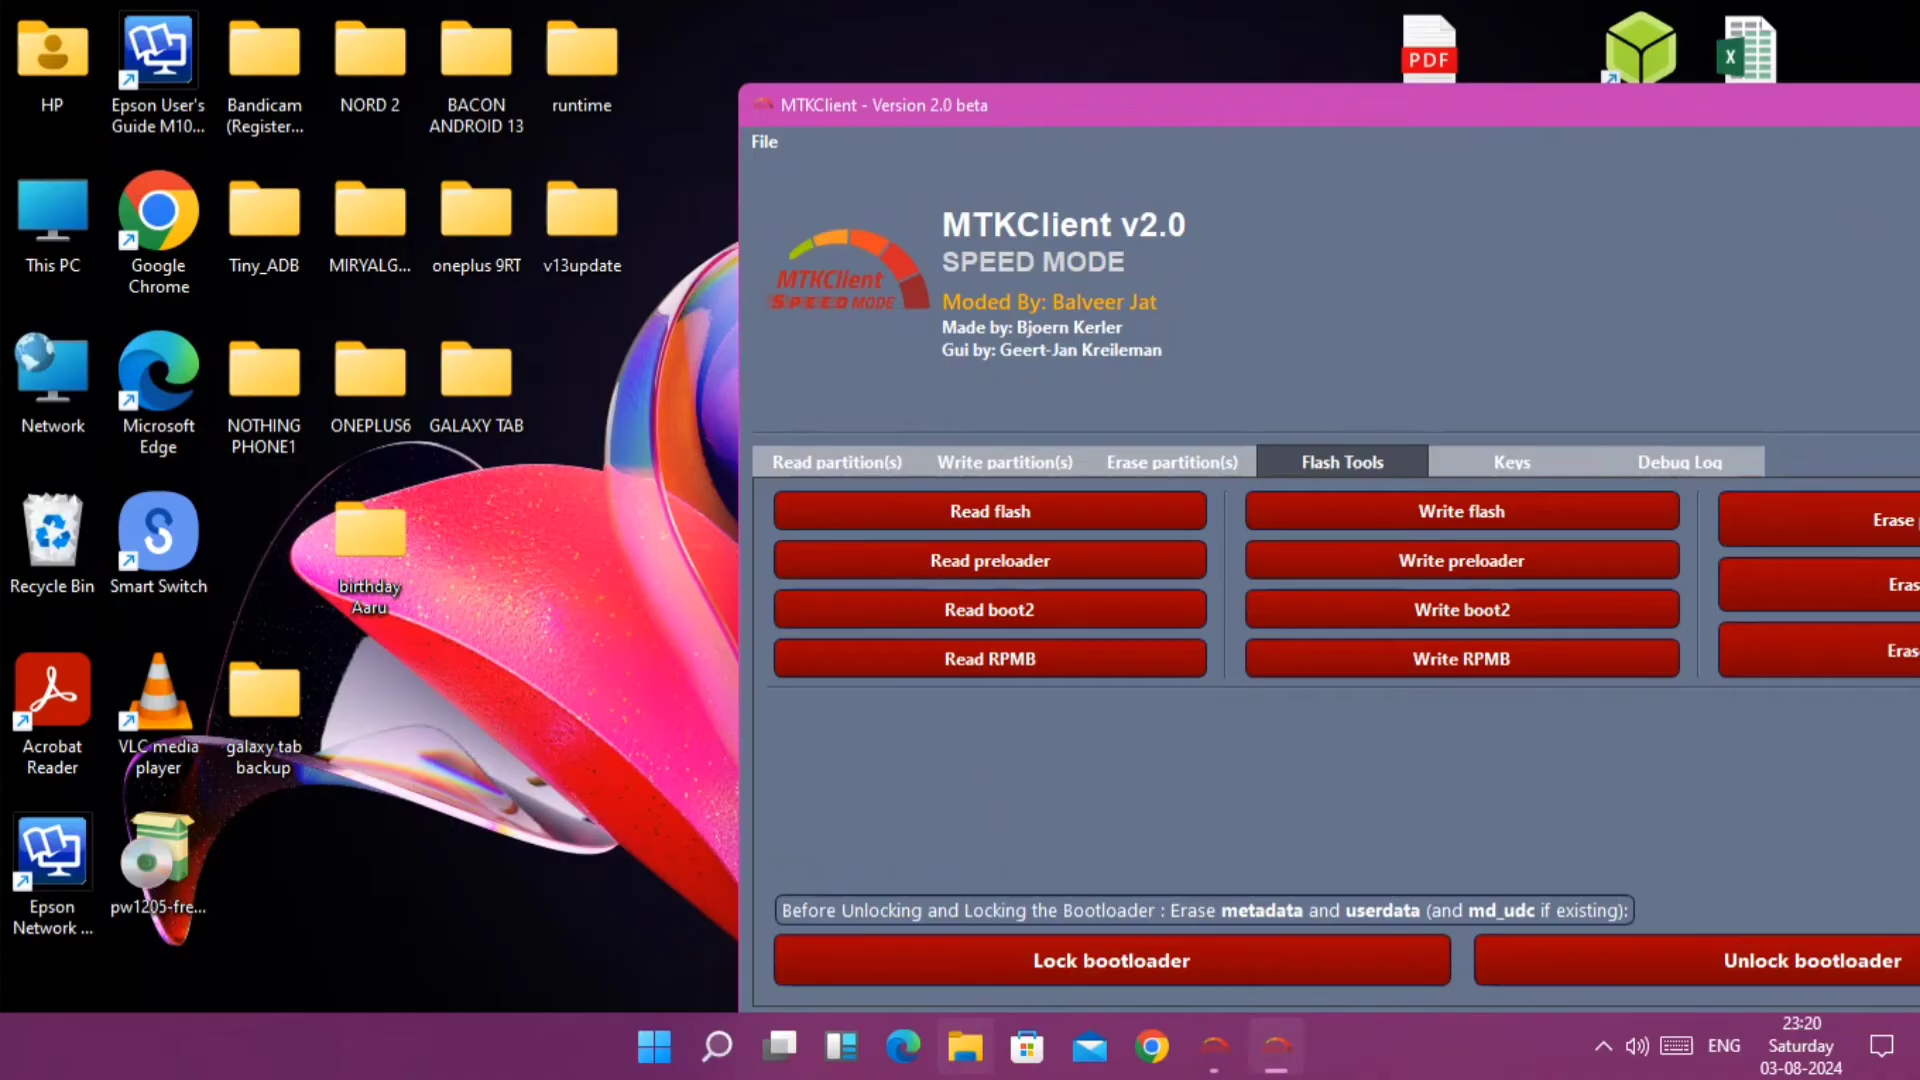 HP
Epson User's
Guide M10...
Bandicam
(Register...
NORD 2
BACON
ANDROID 13
runtime
PDF
X
This PC
Google
Chrome
Tiny_ADB
MIRYALG...
oneplus 9RT
v13update
Network
Microsoft
Edge
NOTHING
PHONE1
ONEPLUS6
GALAXY TAB
Recycle Bin
Smart Switch
birthday
Aaru
Acrobat
Reader
VLC media
player
galaxy tab
backup
Epson
Network ...
pw1205-fre...
MTKClient - Version 2.0 beta
File
MTKClient
SPEED MODE
MTKClient v2.0
SPEED MODE
Moded By: Balveer Jat
Made by: Bjoern Kerler
Gui by: Geert-Jan Kreileman
Read partition(s)
Write partition(s)
Erase partition(s)
Flash Tools
Keys
Debug Log
Read flash
Write flash
Erase
Read preloader
Write preloader
Eras
Read boot2
Write boot2
Read RPMB
Write RPMB
Eras
Before Unlocking and Locking the Bootloader : Erase metadata and userdata (and md_udc if existing):
Lock bootloader
Unlock bootloader
ENG
23:20
Saturday
03-08-2024